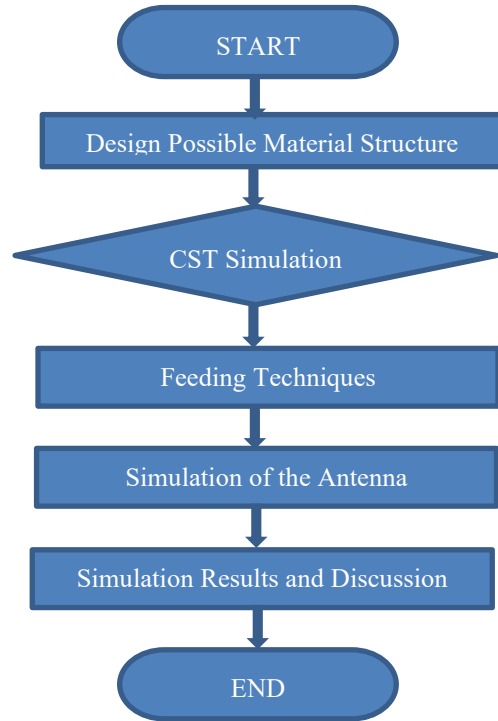 START
Design Possible Material Structure
CST Simulation
Feeding Techniques
Simulation of the Antenna
Simulation Results and Discussion
END